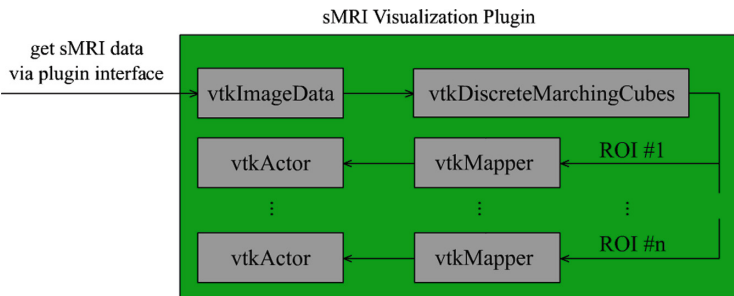 sMRI Visualization Plugin
get sMRI data
via plugin interface
vtkImageData
vtkDiscreteMarchingCubes
vtkActor
vtkMapper
ROI #1
...
...
...
vtkActor
vtkMapper
ROI #n